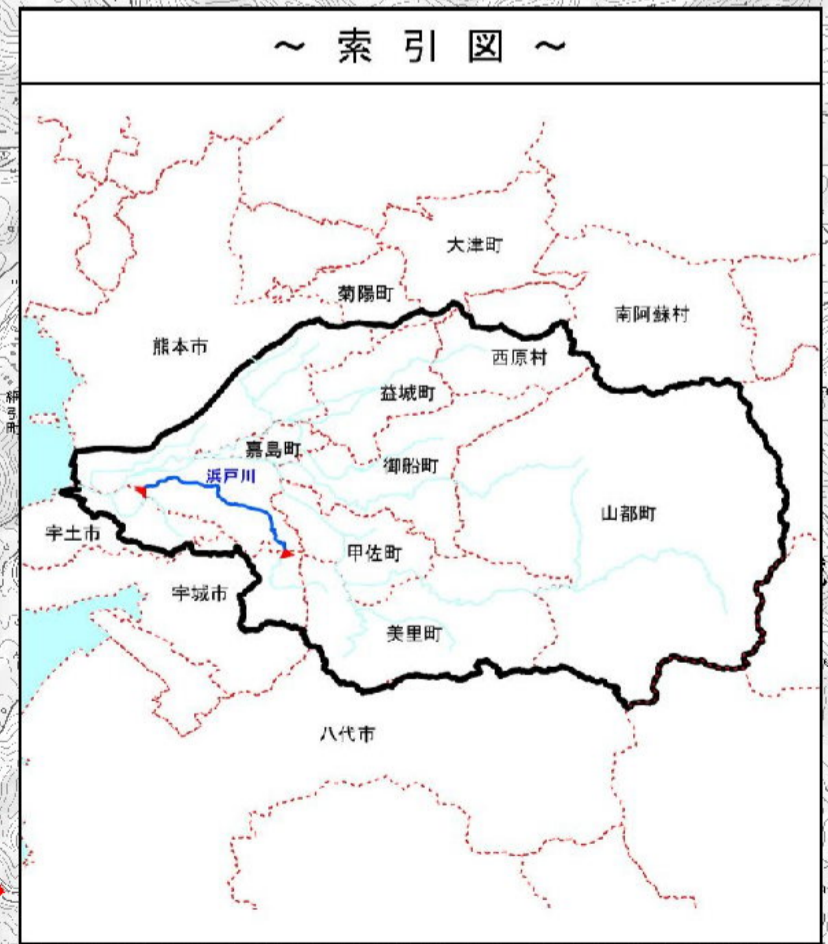 ～ 索 引 図 ～
大津町
菊陽町
南阿蘇村
熊本市
西原村
益城町
嘉島町
御船町
浜戸川
山都町
宇土市
甲佐町
宇城市
美里町
八代市